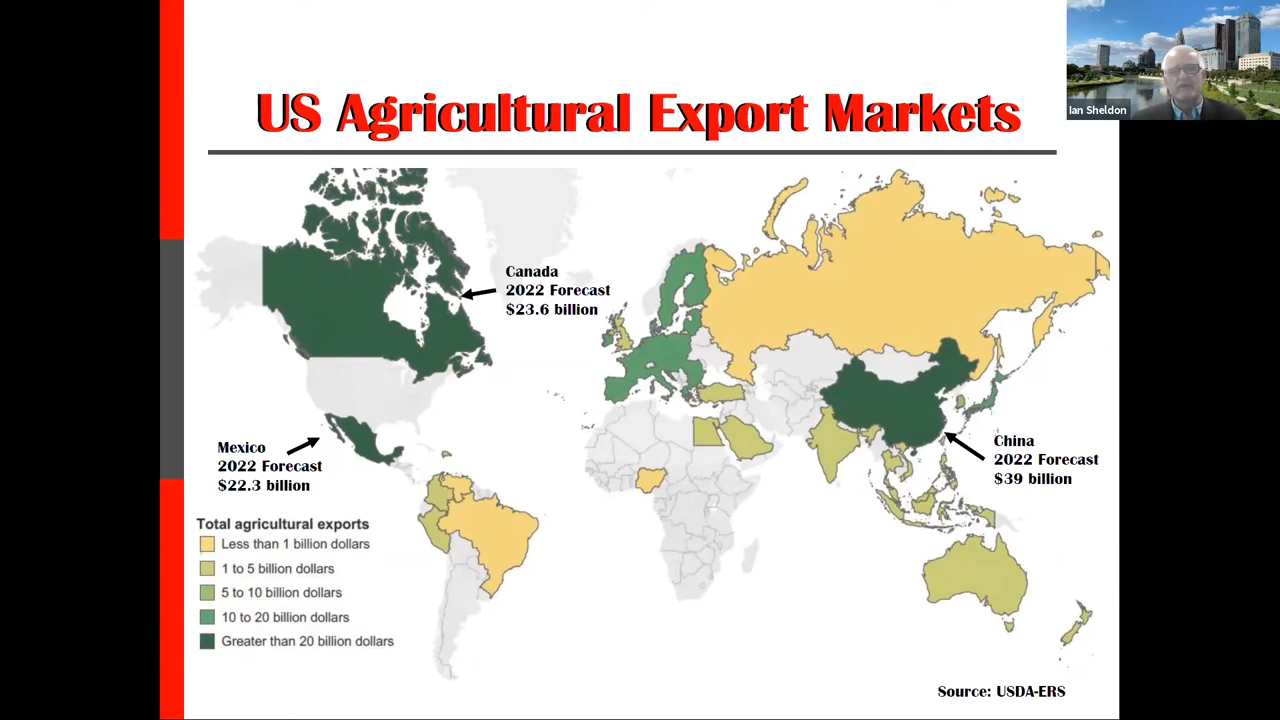 US Agricultural Export Markets
Ian Sheldon
Canada
2022 Forecast
$23.6 billion
Mexico
2022 Forecast
$22.3 billion
China
2022 Forecast
$39 billion
Total agricultural exports
Less than 1 billion dollars
1 to 5 billion dollars
5 to 10 billion dollars
10 to 20 billion dollars
Greater than 20 billion dollars
Source: USDA-ERS